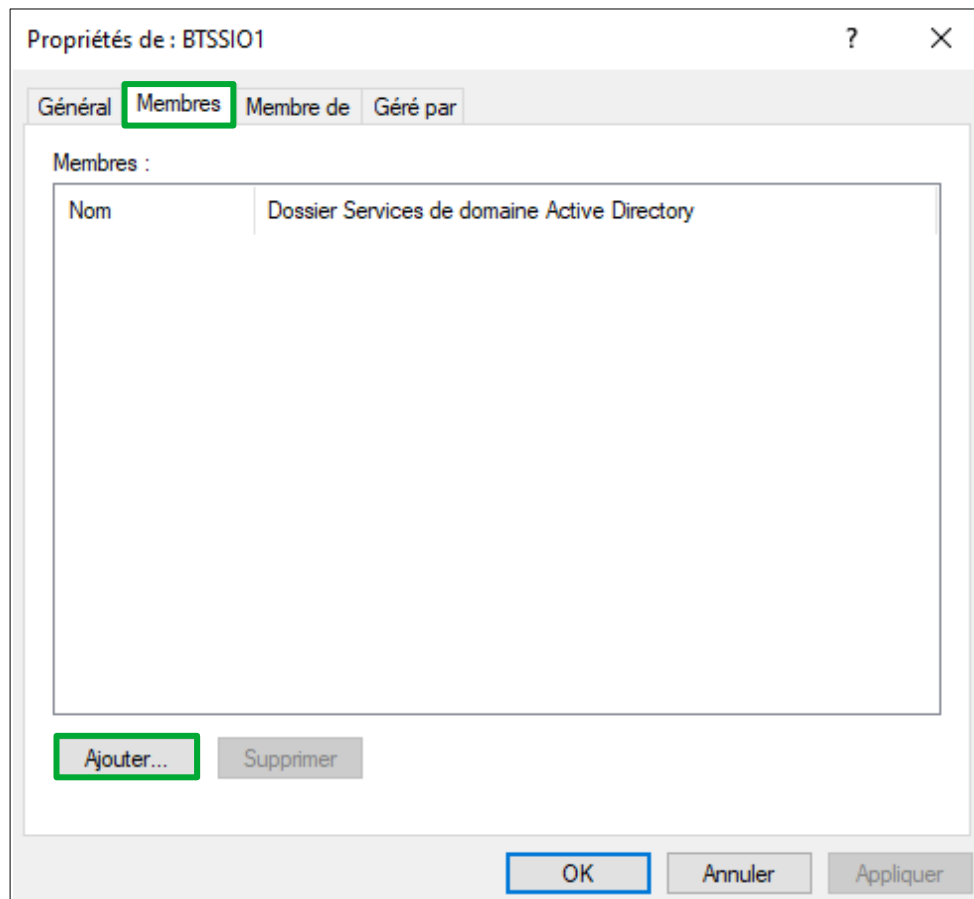 Propriétés de : BTSSIO1 ?
Général Membres Membre de Géré par
Membres :
Nom Dossier Services de domaine Active Directory
Ajouter... Supprimer
OK Annuler Appliquer